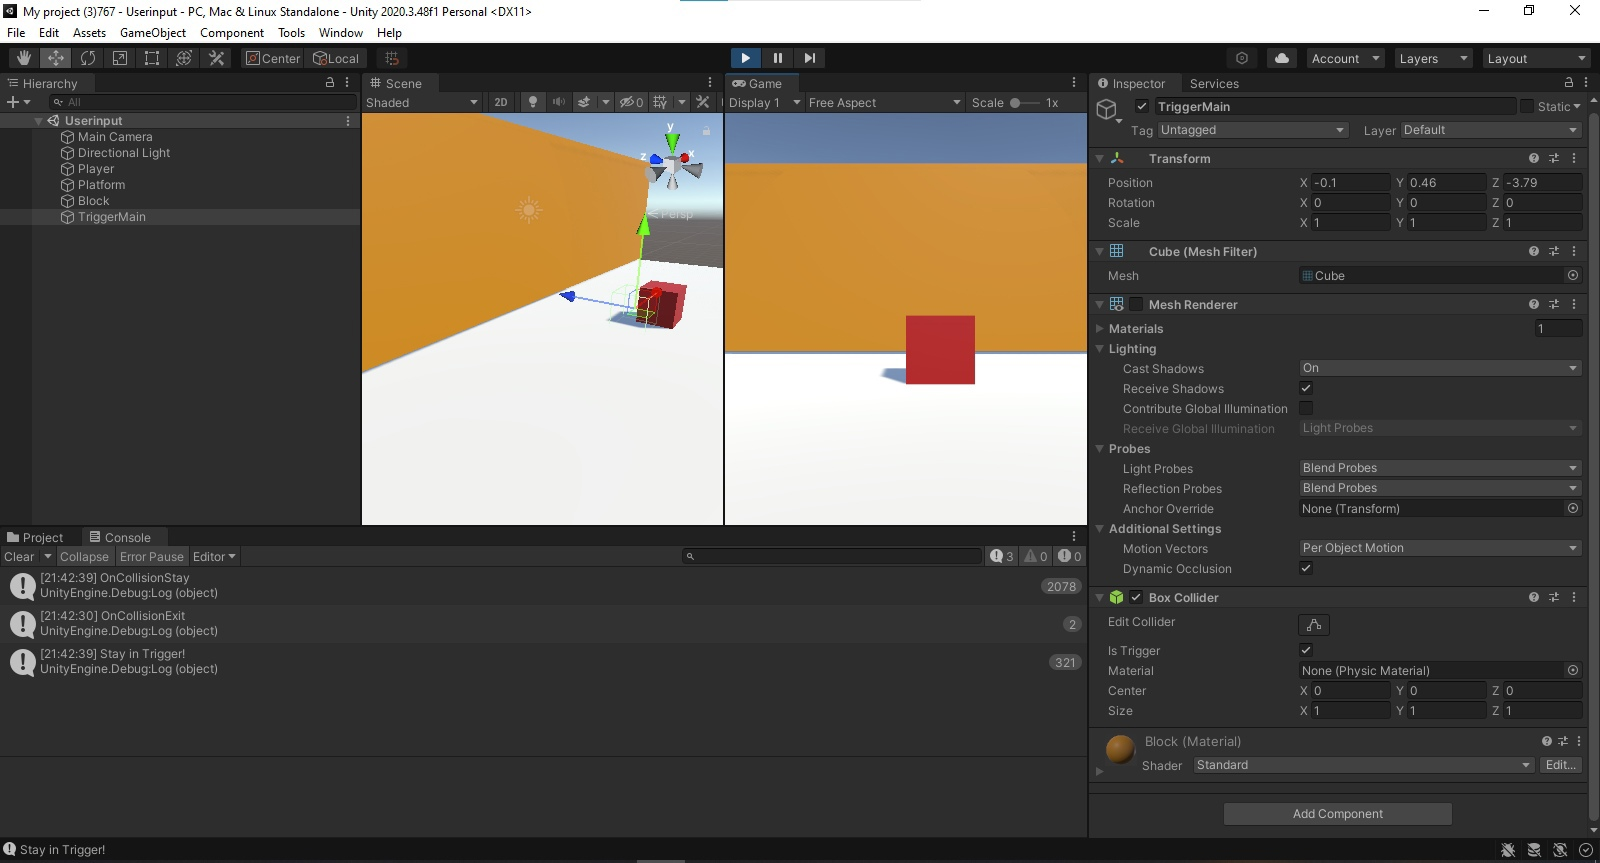 My project (3)767 - Userinput - PC, Mac & Linux Standalone - Unity 2020.3.48f1 Personal <DX11>
File Edit Assets GameObject Component Tools Window Help
Center Local Account Layers Layout
Hierarchy
All
Userinput
Main Camera
Directional Light
Player
Platform
Block
TriggerMain
Scene
Shaded 2D 0
y
z x
Persp
Game
Display 1 Free Aspect Scale 1x
Inspector Services
TriggerMain Static
Tag Untagged Layer Default
Transform
Position X -0.1 Y 0.46 Z -3.79
Rotation X 0 Y 0 Z 0
Scale X 1 Y 1 Z 1
Cube (Mesh Filter)
Mesh Cube
Mesh Renderer
Materials 1
Lighting
Cast Shadows On
Receive Shadows
Contribute Global Illumination
Receive Global Illumination Light Probes
Probes
Light Probes Blend Probes
Reflection Probes Blend Probes
Anchor Override None (Transform)
Additional Settings
Motion Vectors Per Object Motion
Dynamic Occlusion
Box Collider
Edit Collider
Is Trigger
Material None (Physic Material)
Center X 0 Y 0 Z 0
Size X 1 Y 1 Z 1
Block (Material)
Shader Standard Edit...
Add Component
Project Console
Clear Collapse Error Pause Editor 3 0 0
[21:42:39] OnCollisionStay
UnityEngine.Debug:Log (object)
2078
[21:42:30] OnCollisionExit
UnityEngine.Debug:Log (object)
2
[21:42:39] Stay in Trigger!
UnityEngine.Debug:Log (object)
321
Stay in Trigger!